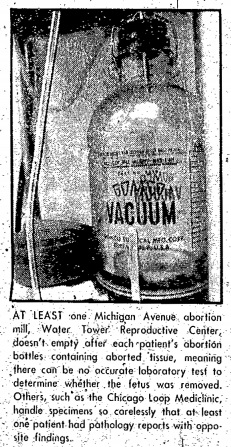 GOMCO
VACUUM
AT LEAST one Michigan Avenue abortion
mill, Water Tower Reproductive Center,
doesn't empty after each patient's abortion
bottles containing aborted tissue, meaning
there can be no accurate laboratory test to
determine whether the fetus was removed.
Others, such as the Chicago Loop Mediclinic,
handle specimens so carelessly that at least
one patient had pathology reports with oppo-
site findings.